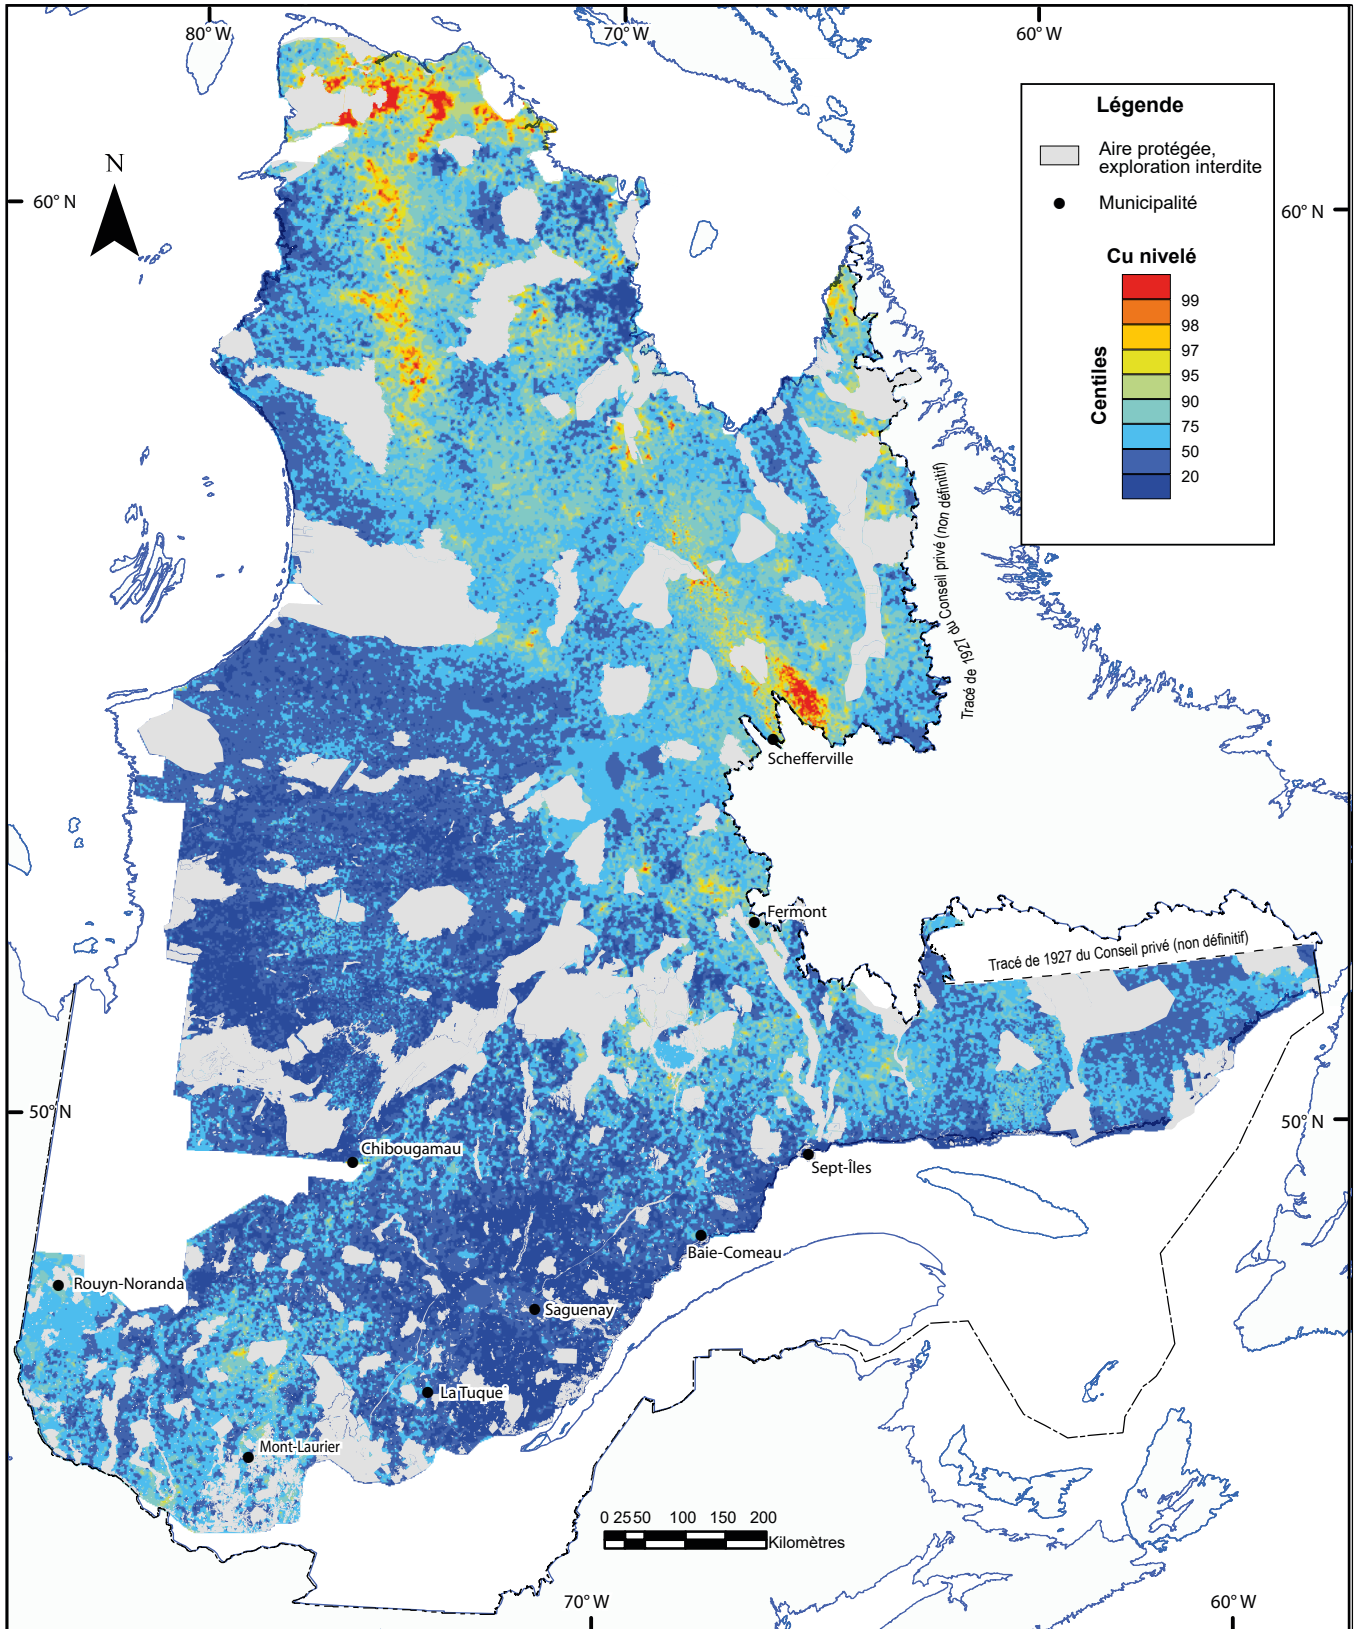 80° W
70° W
60° W
Légende
Aire protégée,
exploration interdite
Municipalité
Cu nivelé
Centiles
99
98
97
95
90
75
50
20
N
60° N
60° N
Tracé de 1927 du Conseil privé (non définitif)
Schefferville
Fermont
Tracé de 1927 du Conseil privé (non définitif)
50° N
50° N
Chibougamau
Sept-Îles
Baie-Comeau
Rouyn-Noranda
Saguenay
La Tuque
Mont-Laurier
0 25 50 100 150 200
Kilomètres
70° W
60° W